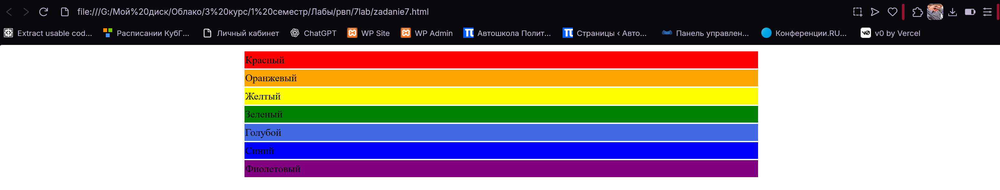 file:///G:/Мой%20диск/Облако/3%20курс/1%20семестр/Лабы/рвп/7lab/zadanie7.html
Extract usable cod... Расписании КубГ... Личный кабинет ChatGPT WP Site WP Admin Автошкола Полит... Страницы ‹ Авто... Панель управлен... Конференции.RU... v0 v0 by Vercel
Красный
Оранжевый
Желтый
Зеленый
Голубой
Синий
Фиолетовый